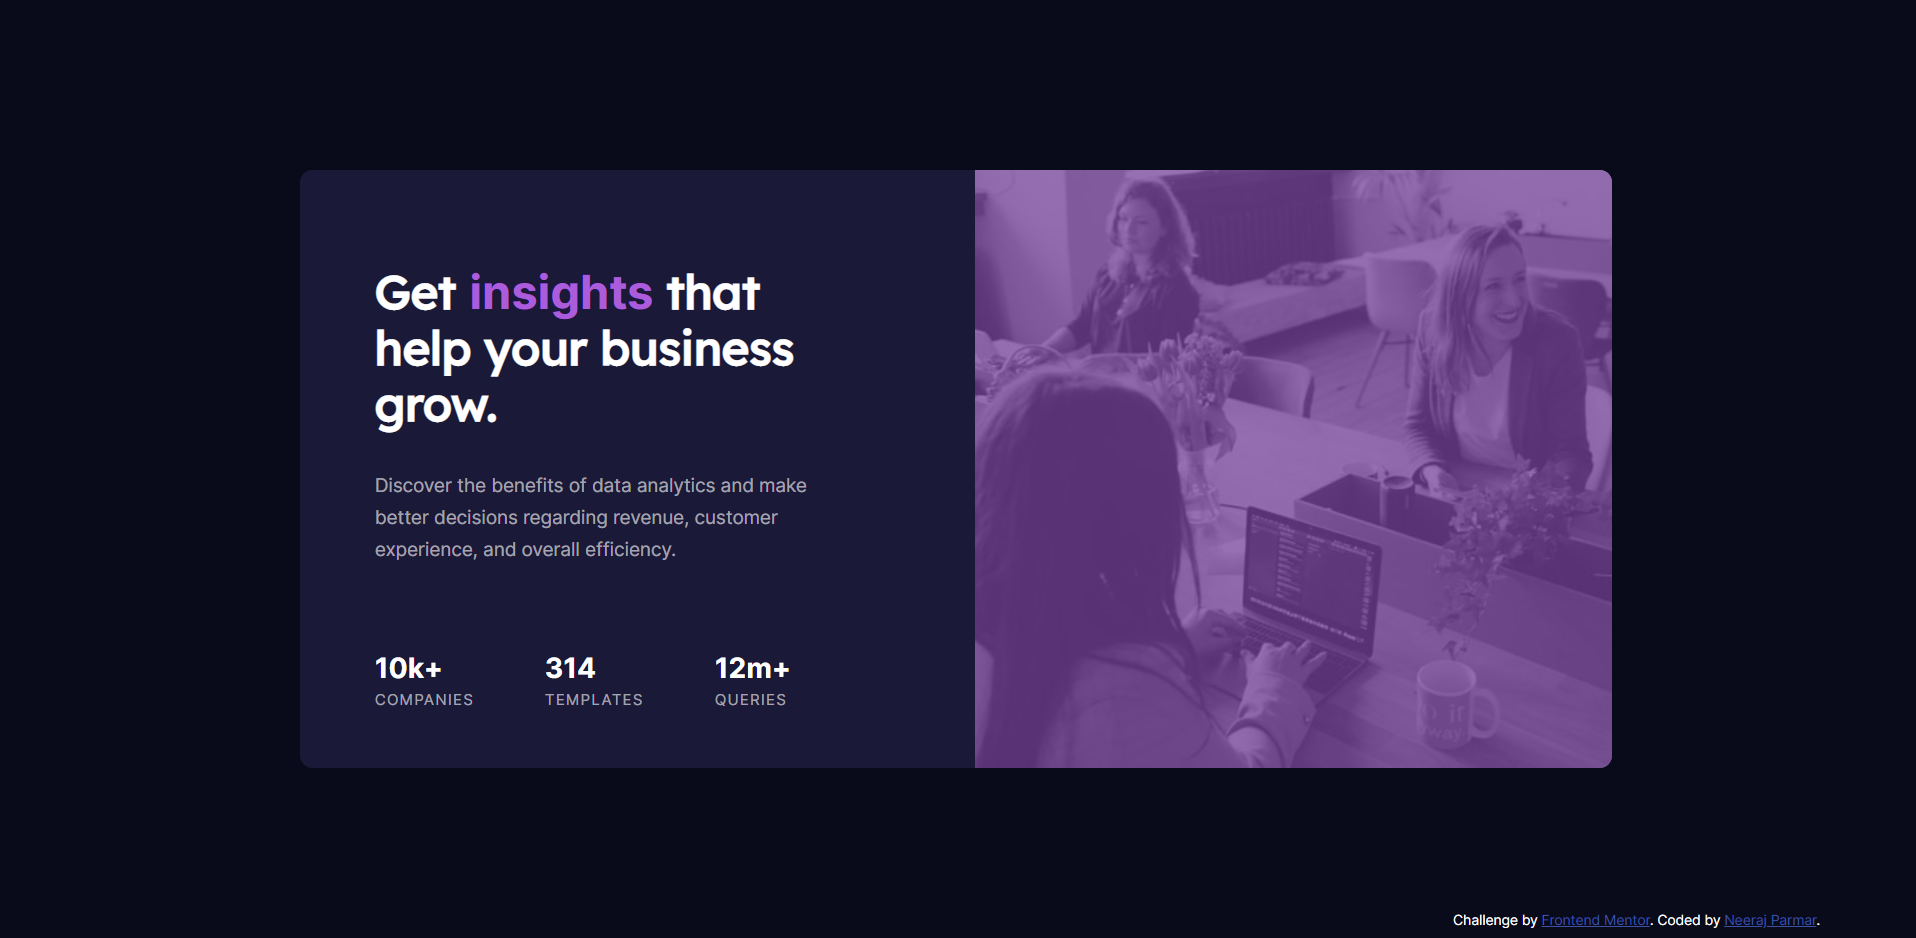 Get insights that
help your business
grow.
Discover the benefits of data analytics and make
better decisions regarding revenue, customer
experience, and overall efficiency.
10k+ 314 12m+
COMPANIES TEMPLATES QUERIES
Challenge by Frontend Mentor. Coded by Neeraj Parmar.